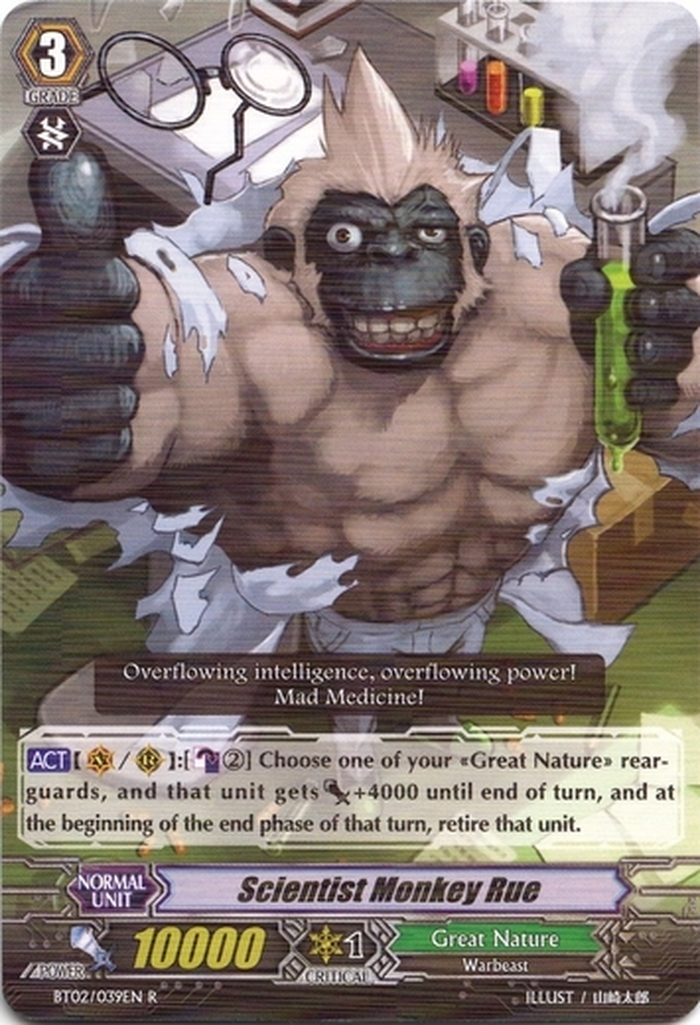 3
GRADE
Overflowing intelligence, overflowing power!
Mad Medicine!
ACT [ V / R ]:[ ② ] Choose one of your «Great Nature» rear-
guards, and that unit gets +4000 until end of turn, and at
the beginning of the end phase of that turn, retire that unit.
NORMAL
UNIT
Scientist Monkey Rue
POWER 10000
1
CRITICAL
Great Nature
Warbeast
BT02/039EN R
ILLUST / 山崎太郎